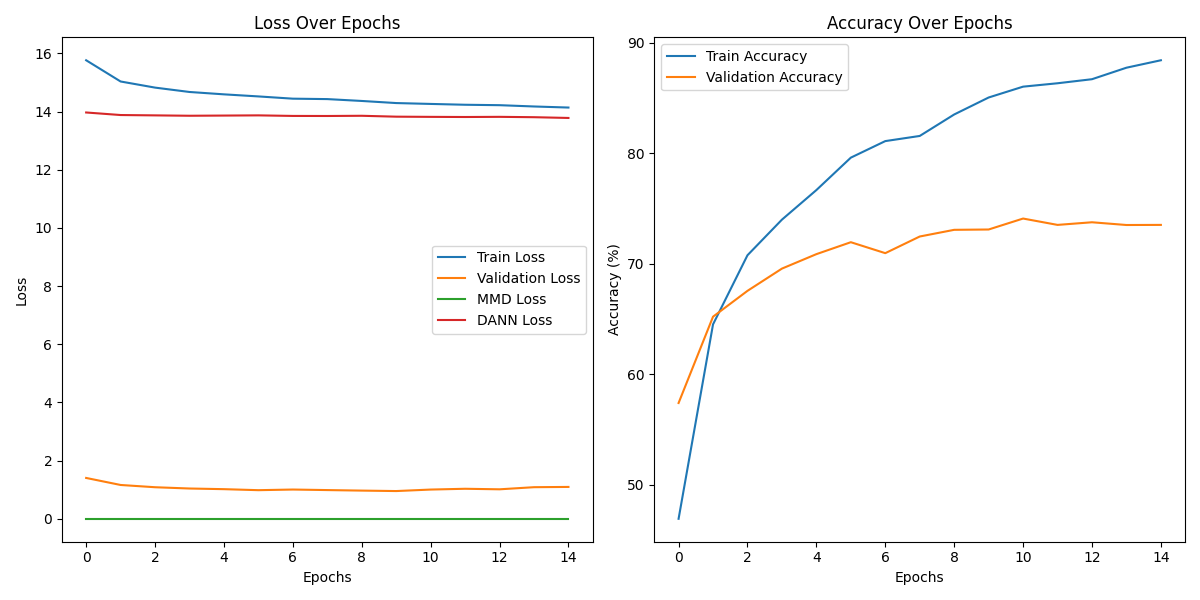 Loss Over Epochs
16
14
12
10
8
6
4
2
0
Loss
Train Loss
Validation Loss
MMD Loss
DANN Loss
0 2 4 6 8 10 12 14
Epochs
Accuracy Over Epochs
90
80
70
60
50
Accuracy (%)
Train Accuracy
Validation Accuracy
0 2 4 6 8 10 12 14
Epochs